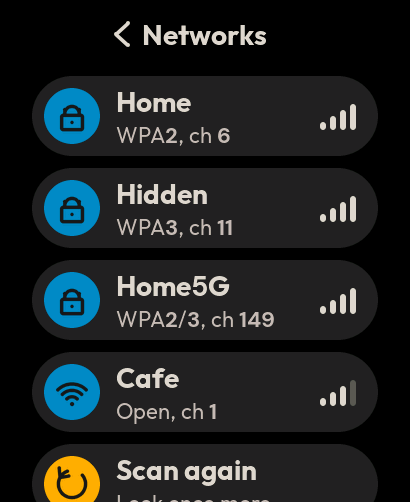 Networks
Home
WPA2, ch 6
Hidden
WPA3, ch 11
Home5G
WPA2/3, ch 149
Cafe
Open, ch 1
Scan again